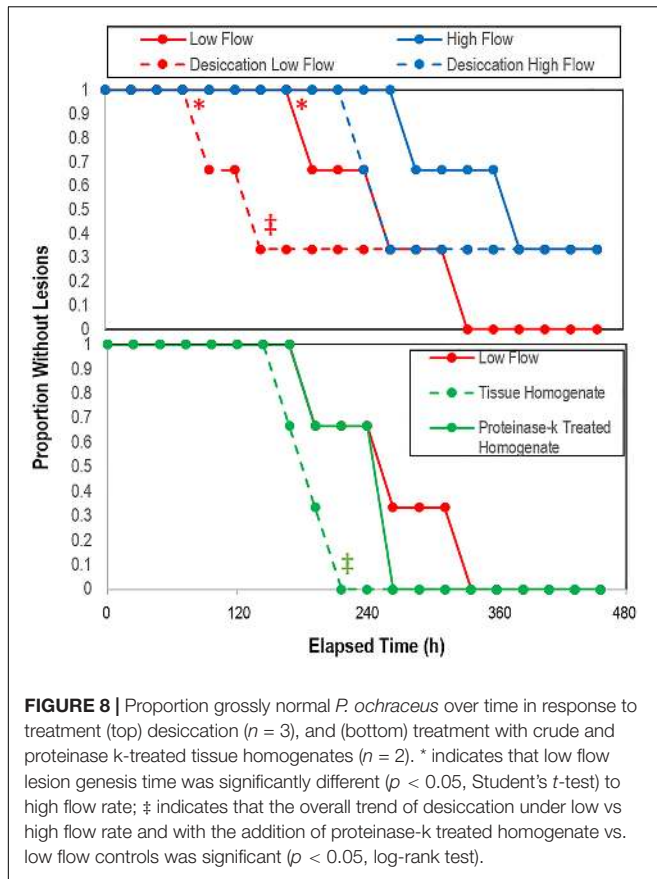 Low Flow
High Flow
Desiccation Low Flow
Desiccation High Flow
1
0.9
0.8
0.7
0.6
0.5
0.4
0.3
0.2
0.1
0
*
*
‡
Proportion Without Lesions
1
0.9
0.8
0.7
0.6
0.5
0.4
0.3
0.2
0.1
0
Low Flow
Tissue Homogenate
Proteinase-k Treated
Homogenate
‡
0
120
240
360
480
Elapsed Time (h)
FIGURE 8 | Proportion grossly normal P. ochraceus over time in response to
treatment (top) desiccation (n = 3), and (bottom) treatment with crude and
proteinase k-treated tissue homogenates (n = 2). * indicates that low flow
lesion genesis time was significantly different (p < 0.05, Student's t-test) to
high flow rate; ‡ indicates that the overall trend of desiccation under low vs
high flow rate and with the addition of proteinase-k treated homogenate vs.
low flow controls was significant (p < 0.05, log-rank test).